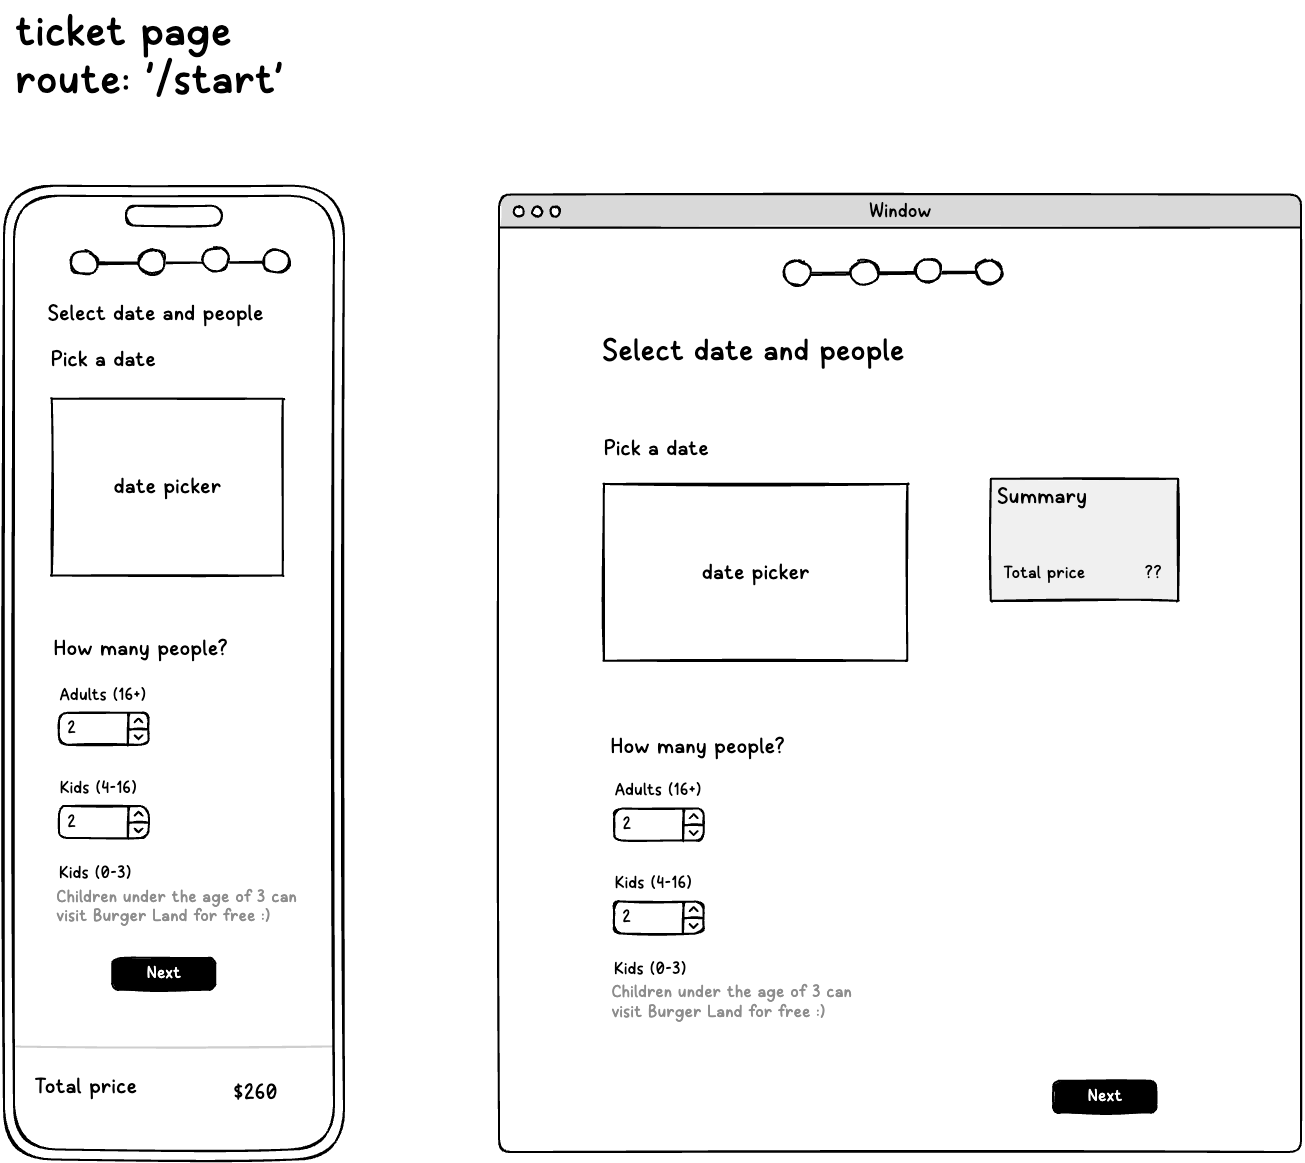 ticket page
route: '/start'
Select date and people
Pick a date
date picker
How many people?
Adults (16+)
2
Kids (4-16)
2
Kids (0-3)
Children under the age of 3 can
visit Burger Land for free :)
Next
Total price $260
Window
Select date and people
Pick a date
date picker
Summary
Total price ??
How many people?
Adults (16+)
2
Kids (4-16)
2
Kids (0-3)
Children under the age of 3 can
visit Burger Land for free :)
Next